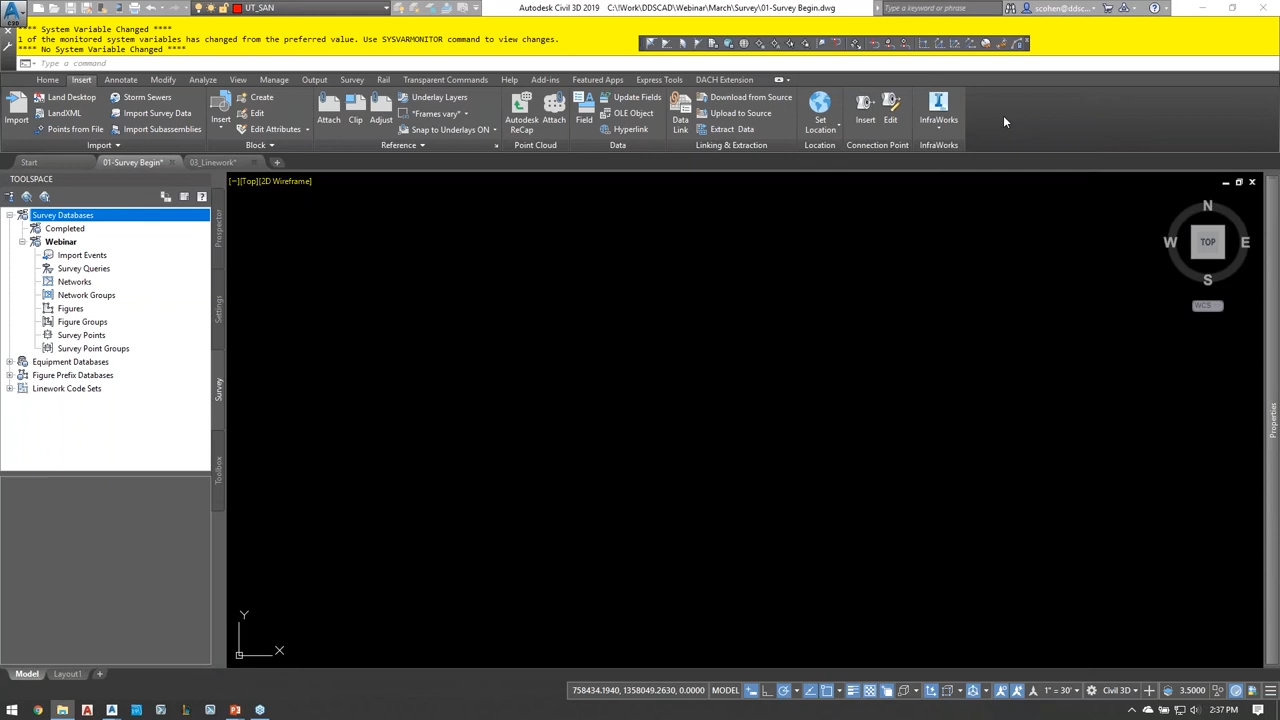 UT_SAN
Autodesk Civil 3D 2019 C:\!Work\DDSCAD\Webinar\March\Survey\01-Survey Begin.dwg
Type a keyword or phrase
scohen@ddsc...
C3D
**** System Variable Changed ****
1 of the monitored system variables has changed from the preferred value. Use SYSVARMONITOR command to view changes.
**** No System Variable Changed ****
Type a command
Home Insert Annotate Modify Analyze View Manage Output Survey Rail Transparent Commands Help Add-ins Featured Apps Express Tools DACH Extension
Import
Land Desktop
LandXML
Points from File
Storm Sewers
Import Survey Data
Import Subassemblies
Insert
Create
Edit
Edit Attributes
Attach
Clip
Adjust
Underlay Layers
*Frames vary*
Snap to Underlays ON
Autodesk ReCap
Attach
Field
Update Fields
OLE Object
Hyperlink
Data Link
Download from Source
Upload to Source
Extract Data
Set Location
Insert
Edit
InfraWorks
Import
Block
Reference
Point Cloud
Data
Linking & Extraction
Location
Connection Point
InfraWorks
Start
01-Survey Begin*
03_Linework*
TOOLSPACE
Survey Databases
Completed
Webinar
Import Events
Survey Queries
Networks
Network Groups
Figures
Figure Groups
Survey Points
Survey Point Groups
Equipment Databases
Figure Prefix Databases
Linework Code Sets
Prospector
Settings
Survey
Toolbox
[−][Top][2D Wireframe]
N
W
TOP
E
S
WCS
Properties
Y
X
Model
Layout1
758434.1940, 1358049.2630, 0.0000
MODEL
1" = 30'
Civil 3D
3.5000
2:37 PM